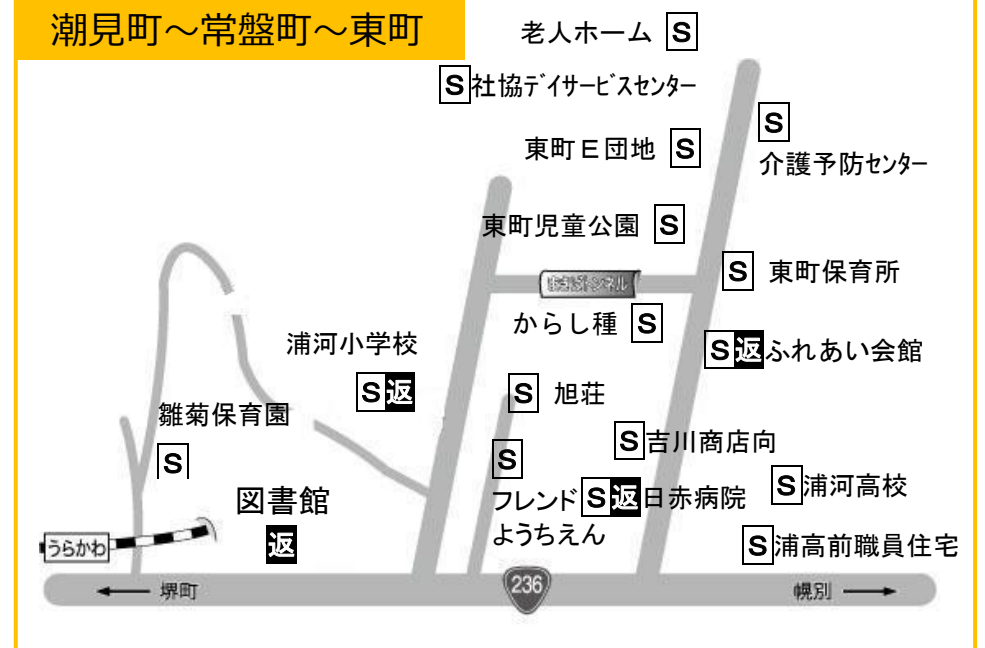 潮見町～常盤町～東町
老人ホーム S
S 社協ﾃﾞｲｻｰﾋﾞｽｾﾝﾀｰ
S
介護予防ｾﾝﾀｰ
東町Ｅ団地 S
東町児童公園 S
S 東町保育所
トンネル
からし種 S
浦河小学校
S 返
S 返 ふれあい会館
S 旭荘
雛菊保育園
S
S 吉川商店向
S
フレンド
ようちえん
S 返 日赤病院
S 浦河高校
図書館
返
S 浦高前職員住宅
うらかわ
← 堺町
236
幌別 →